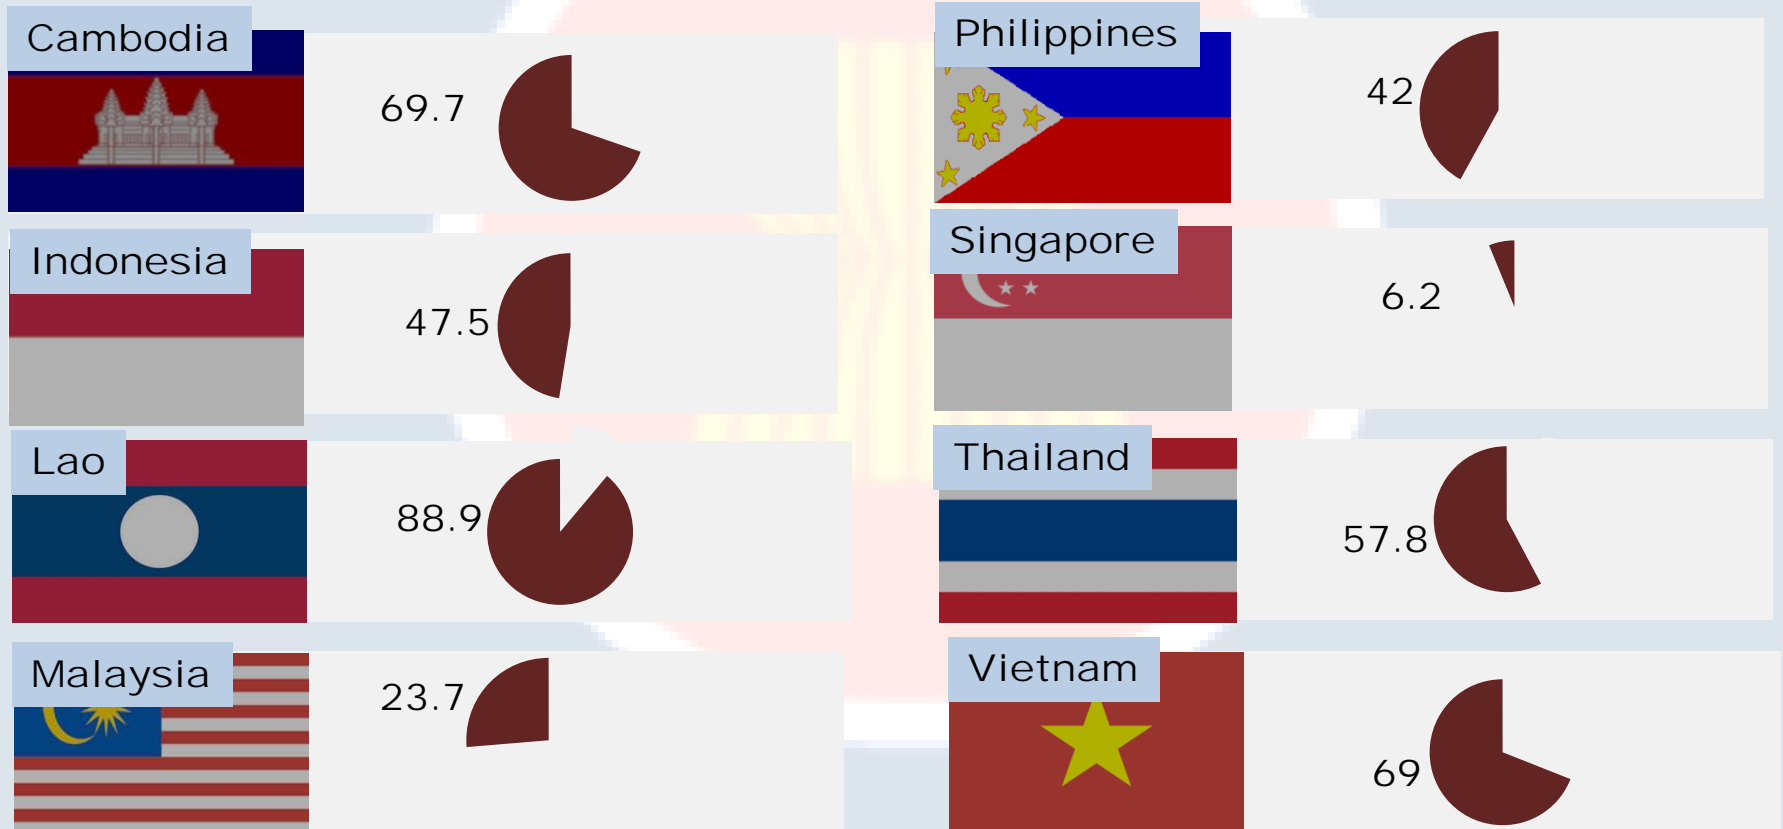 Cambodia
69.7
Indonesia
47.5
Lao
88.9
Malaysia
23.7
Philippines
42
Singapore
6.2
Thailand
57.8
Vietnam
69